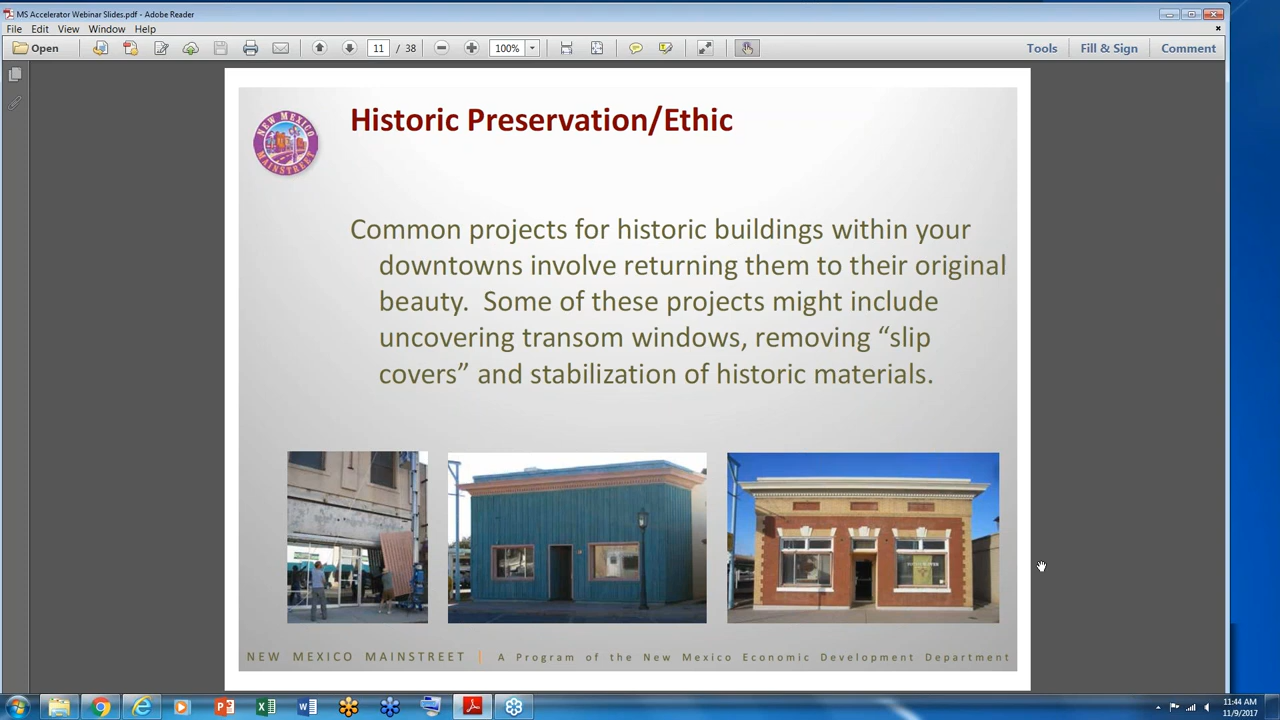 MS Accelerator Webinar Slides.pdf - Adobe Reader
File Edit View Window Help
Open 11 / 38 100% Tools Fill & Sign Comment
NEW MEXICO
MAINSTREET
Historic Preservation/Ethic
Common projects for historic buildings within your
downtowns involve returning them to their original
beauty. Some of these projects might include
uncovering transom windows, removing “slip
covers” and stabilization of historic materials.
NEW MEXICO MAINSTREET | A Program of the New Mexico Economic Development Department
11:44 AM
11/9/2017